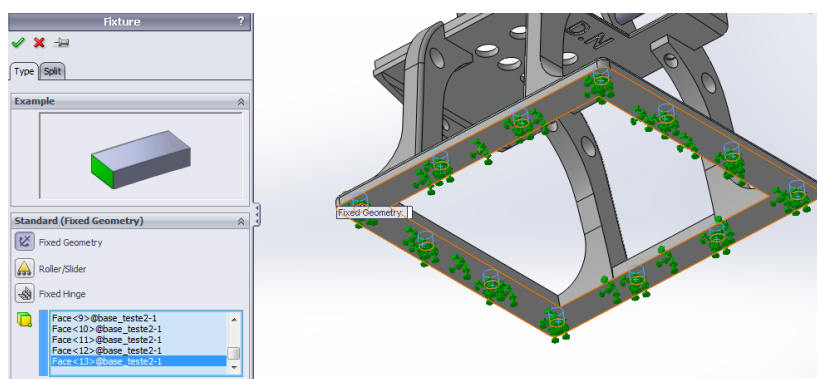 Fixture
?
Type
Split
Example
Standard (Fixed Geometry)
Fixed Geometry
Roller/Slider
Fixed Hinge
Face<9>@base_teste2-1
Face<10>@base_teste2-1
Face<11>@base_teste2-1
Face<12>@base_teste2-1
Face<13>@base_teste2-1
D.N
Fixed Geometry: